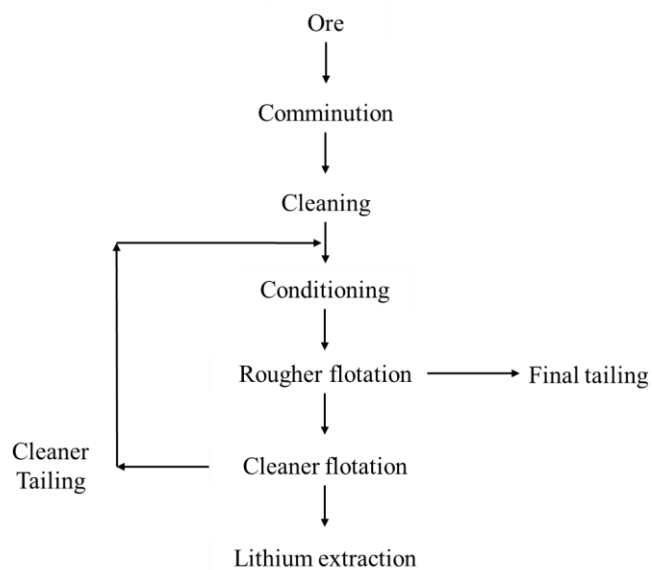 Ore
Comminution
Cleaning
Conditioning
Rougher flotation
Final tailing
Cleaner
Tailing
Cleaner flotation
Lithium extraction